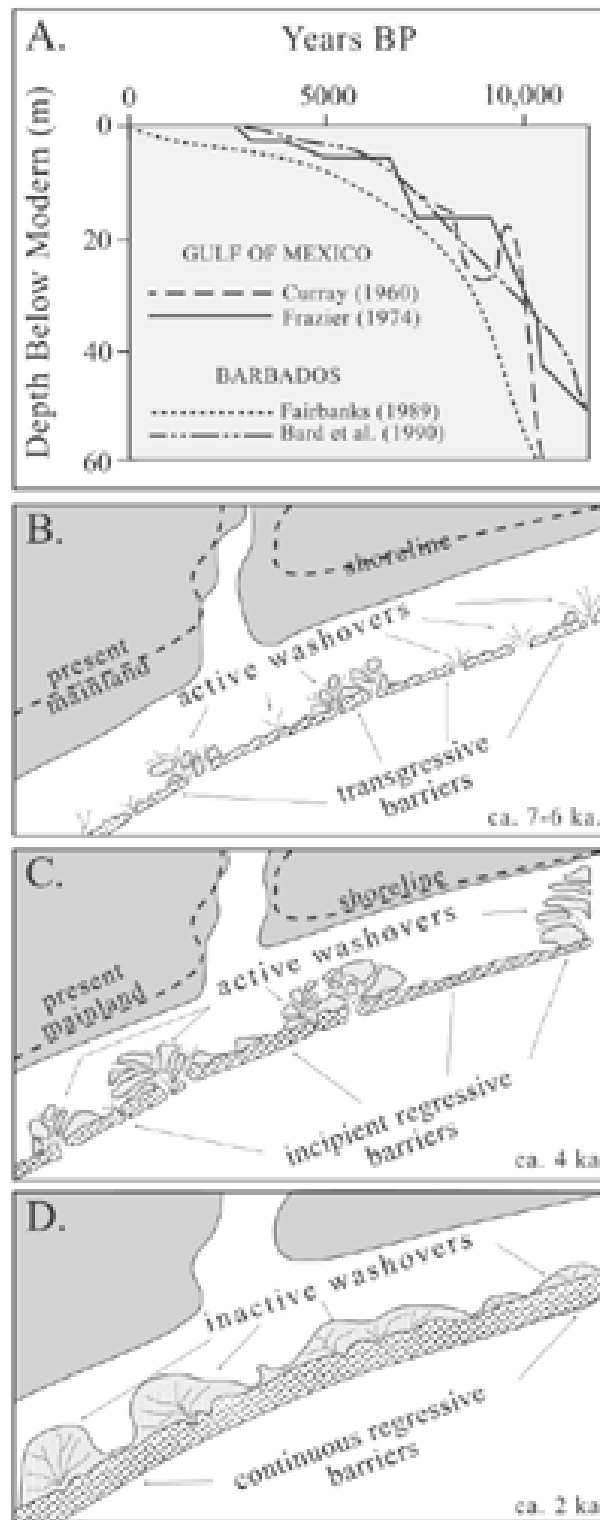 A.
Years BP
0
5000
10,000
Depth Below Modern (m)
0
20
40
60
GULF OF MEXICO
Curray (1960)
Frazier (1974)
BARBADOS
Fairbanks (1989)
Bard et al. (1990)
B.
shoreline
present
mainland
active washovers
transgressive
barriers
ca. 7-6 ka.
C.
shoreline
present
mainland
active washovers
incipient regressive
barriers
ca. 4 ka
D.
inactive washovers
continuous regressive
barriers
ca. 2 ka